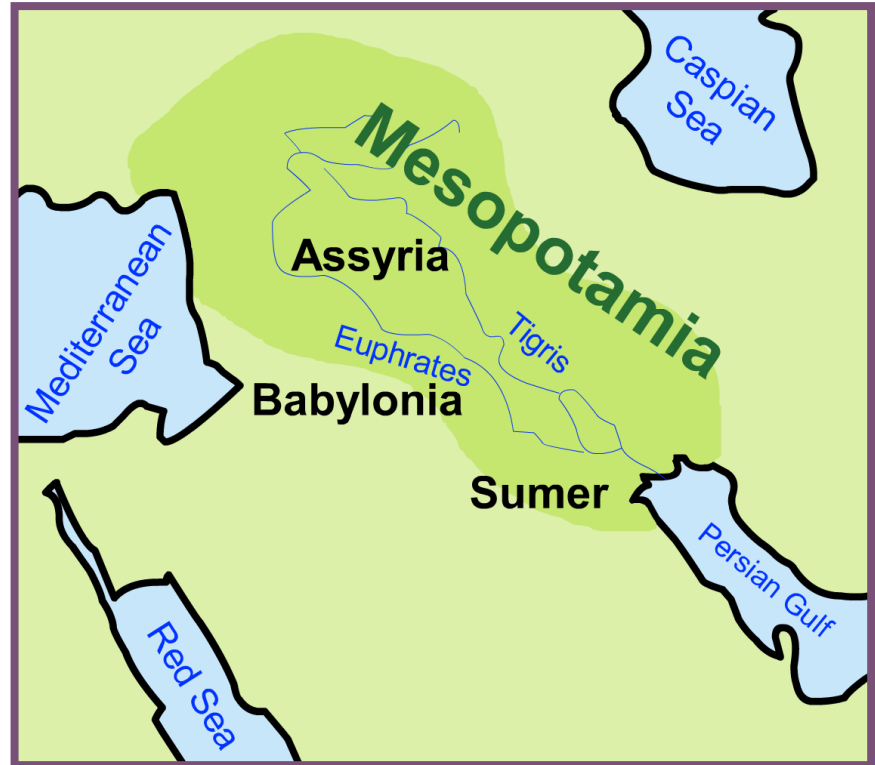 Caspian
Sea
Mesopotamia
Assyria
Mediterranean
Sea
Tigris
Euphrates
Babylonia
Sumer
Persian Gulf
Red Sea